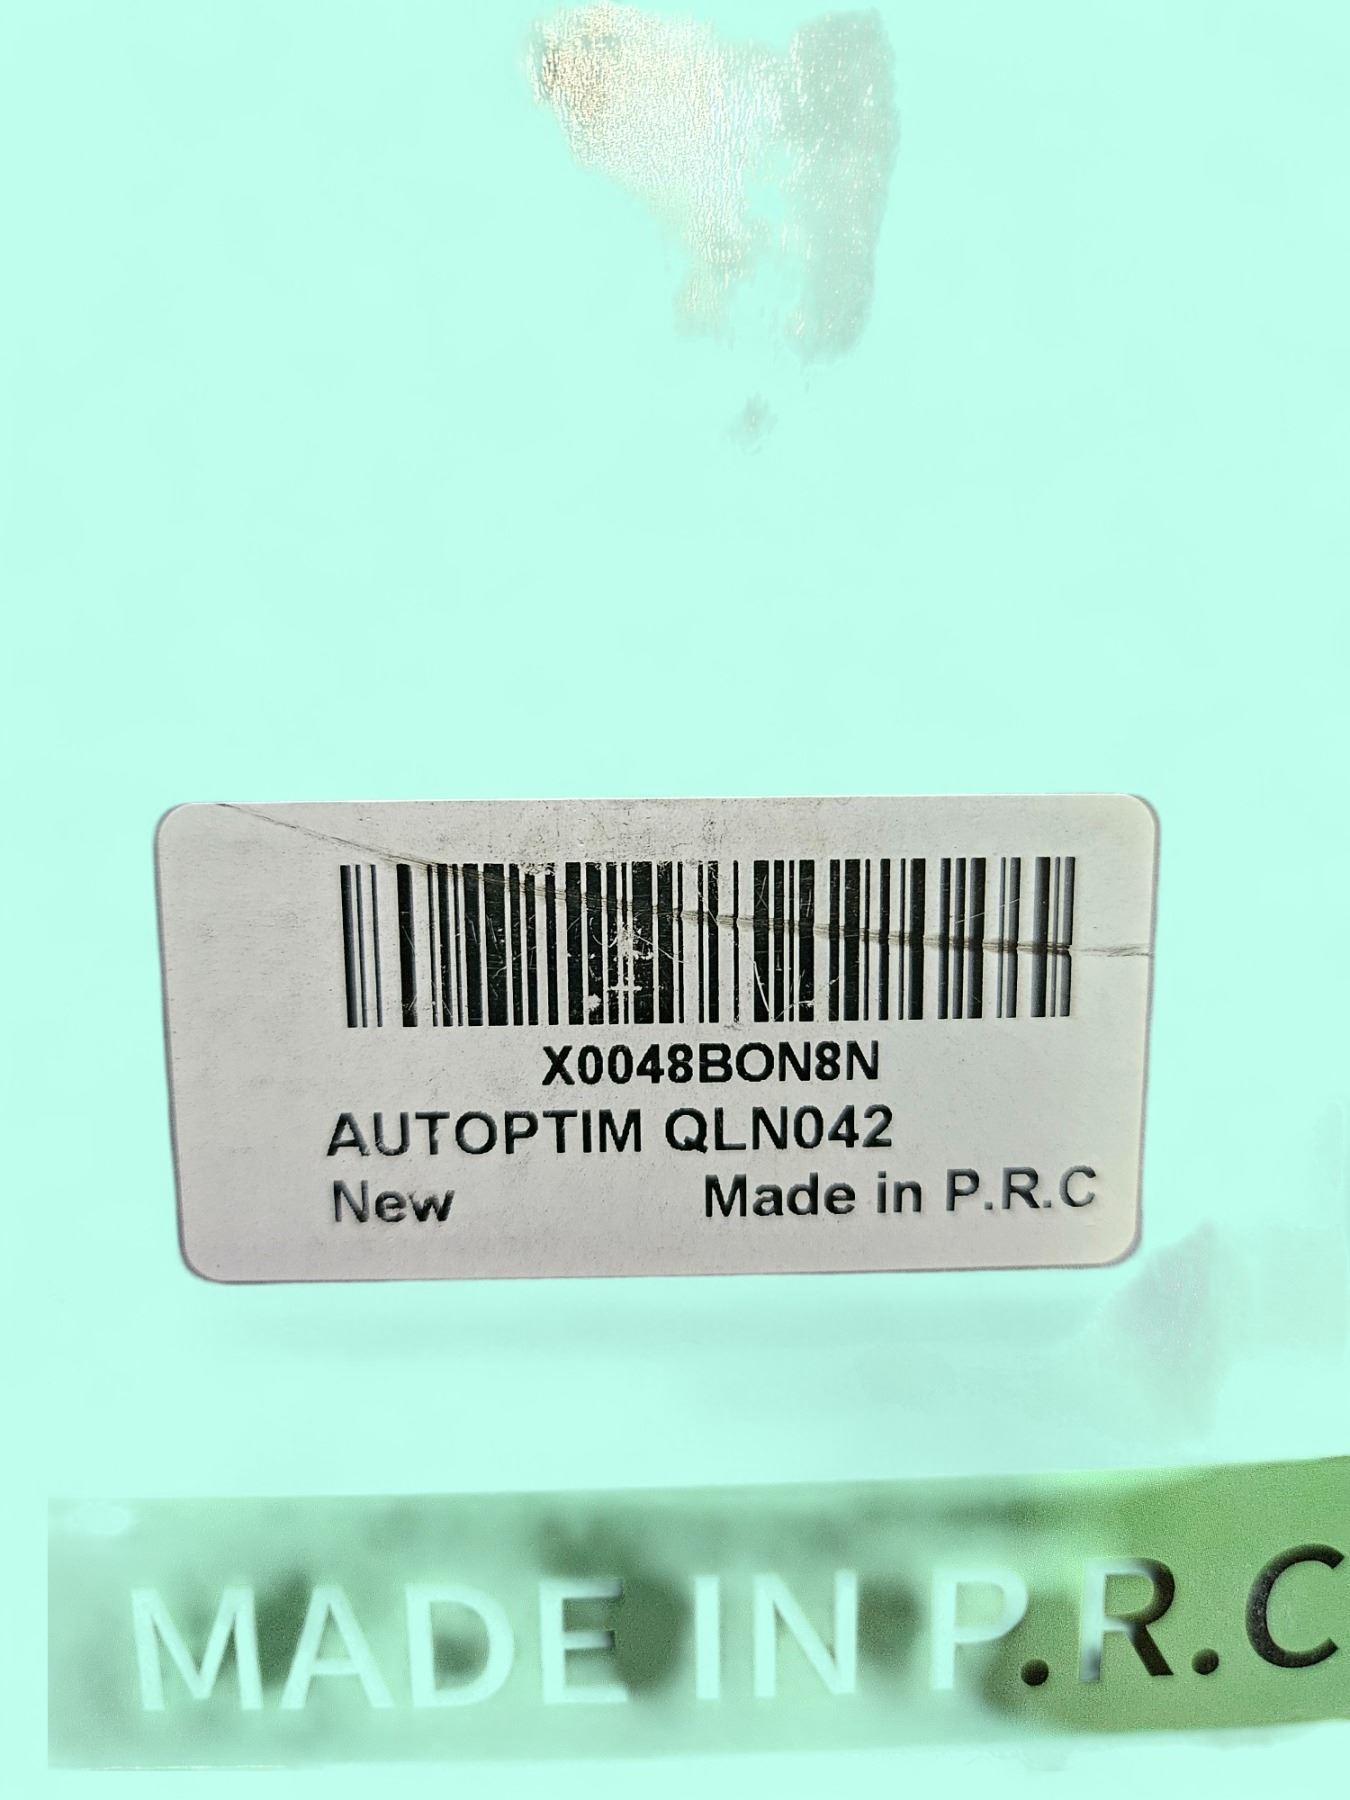 X0048BON8N
AUTOPTIM QLN042
New Made in P.R.C
MADE IN P.R.C